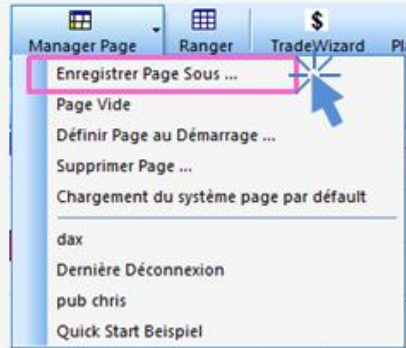 $
Manager Page Ranger TradeWizard
Enregistrer Page Sous ...
Page Vide
Définir Page au Démarrage ...
Supprimer Page ...
Chargement du système page par défault
dax
Dernière Déconnexion
pub chris
Quick Start Beispiel